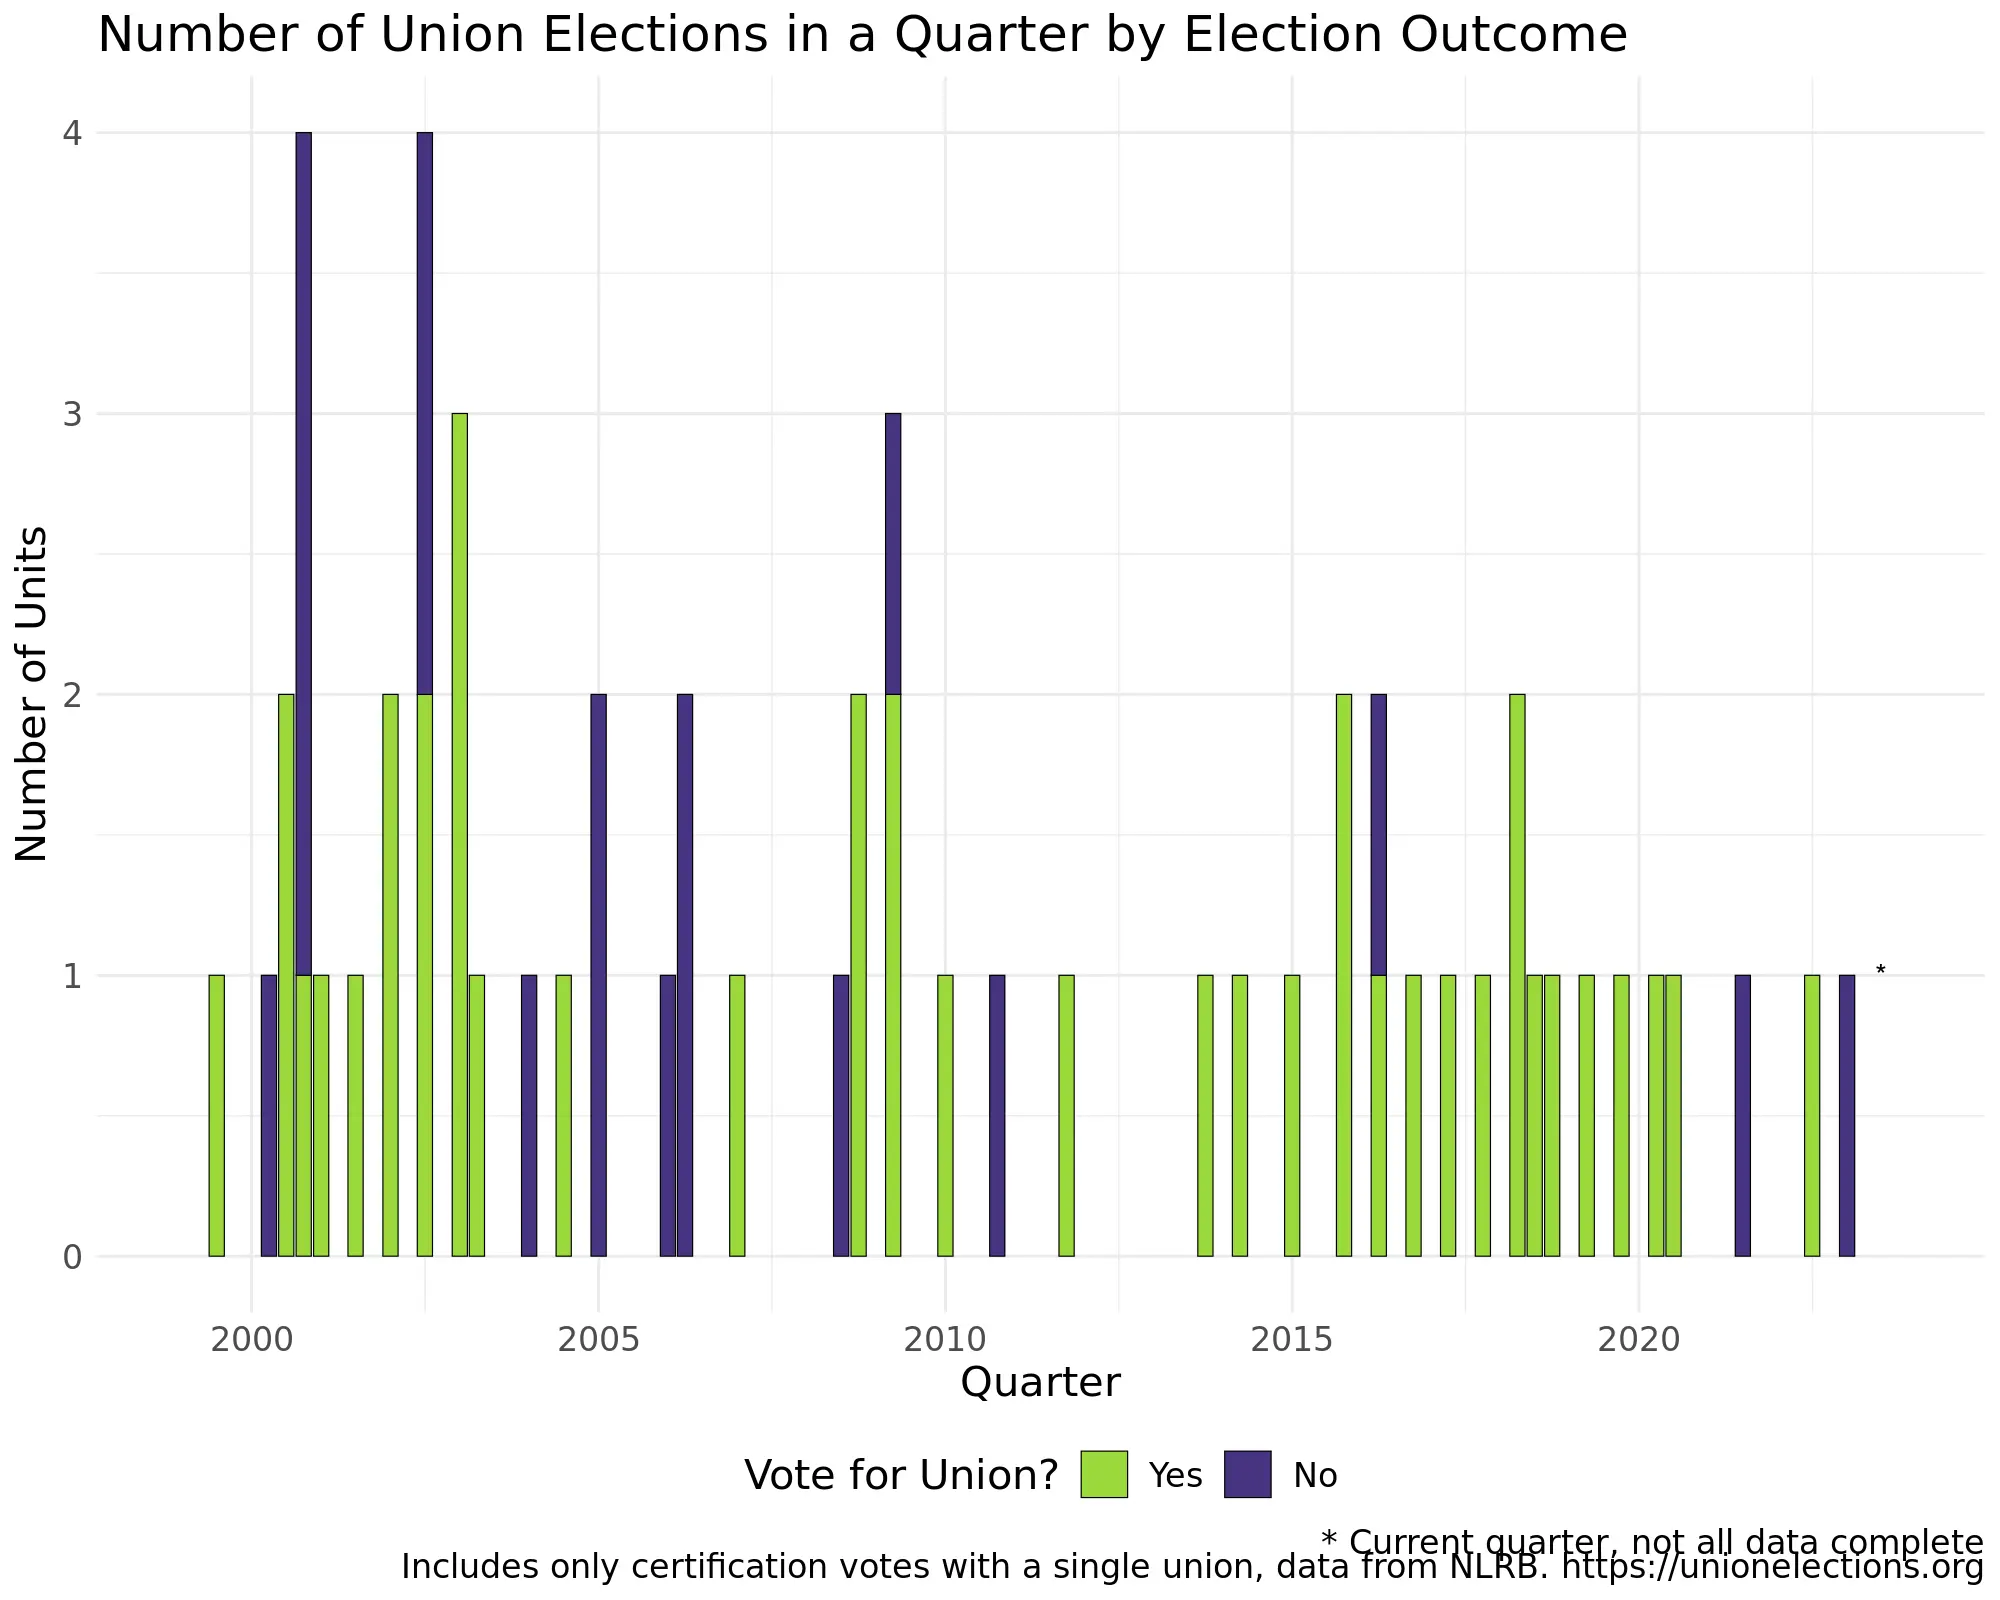 Number of Union Elections in a Quarter by Election Outcome
4
3
2
1
0
Number of Units
*
2000 2005 2010 2015 2020
Quarter
Vote for Union? Yes No
* Current quarter, not all data complete
Includes only certification votes with a single union, data from NLRB. https://unionelections.org